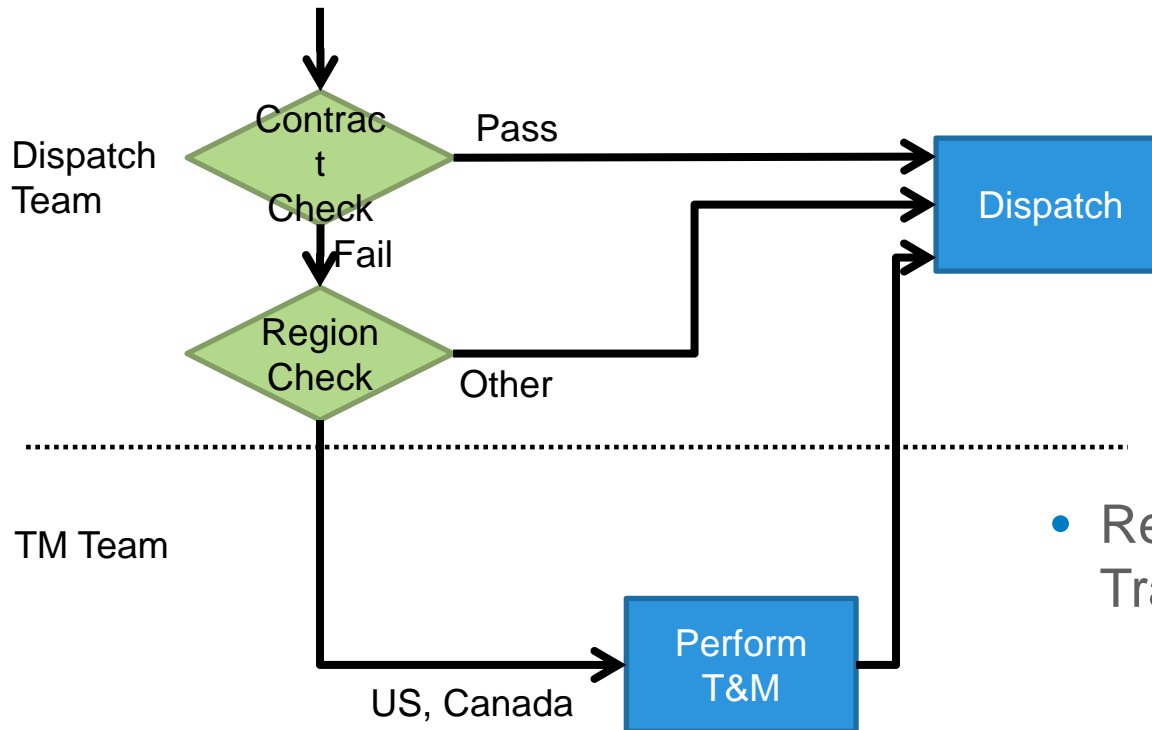 Contrac
t
Check
Pass
Dispatch
Team
Dispatch
Fail
Region
Check
Other
TM Team
Perform
T&M
US, Canada